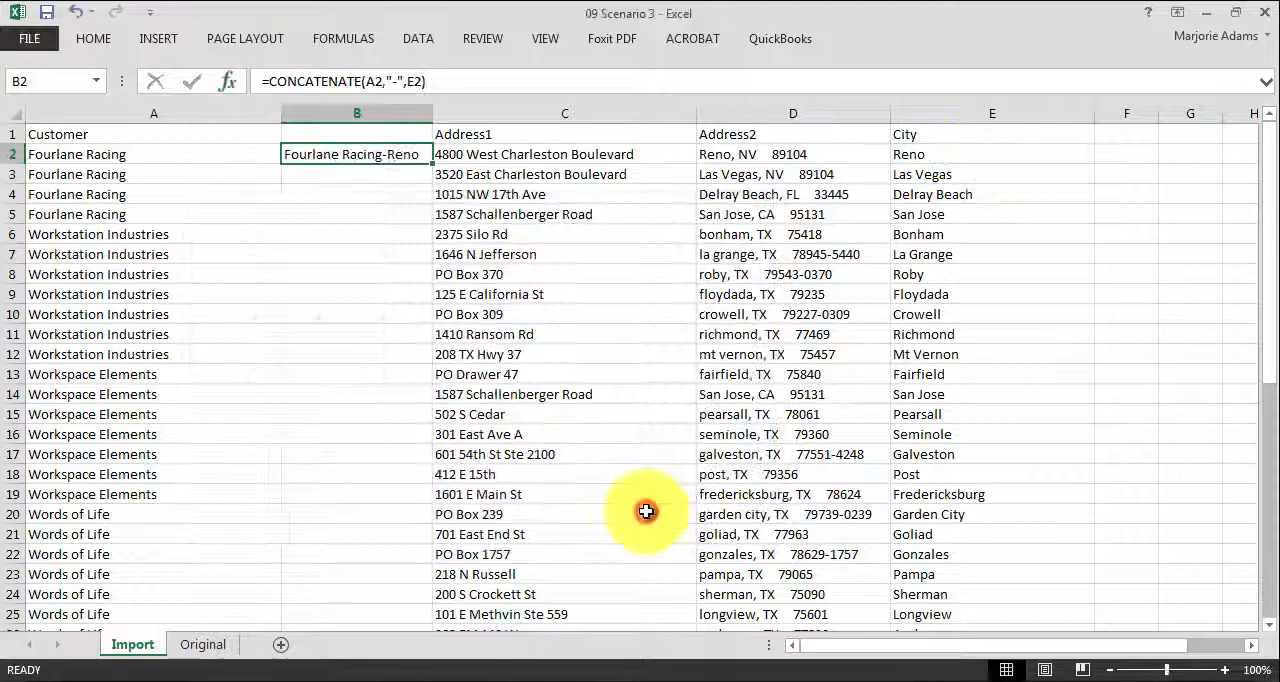 09 Scenario 3 - Excel
?
FILE HOME INSERT PAGE LAYOUT FORMULAS DATA REVIEW VIEW Foxit PDF ACROBAT QuickBooks Marjorie Adams
B2 fx =CONCATENATE(A2,"-",E2)
A B C D E F G H
1 Customer Address1 Address2 City
2 Fourlane Racing Fourlane Racing-Reno 4800 West Charleston Boulevard Reno, NV 89104 Reno
3 Fourlane Racing 3520 East Charleston Boulevard Las Vegas, NV 89104 Las Vegas
4 Fourlane Racing 1015 NW 17th Ave Delray Beach, FL 33445 Delray Beach
5 Fourlane Racing 1587 Schallenberger Road San Jose, CA 95131 San Jose
6 Workstation Industries 2375 Silo Rd bonham, TX 75418 Bonham
7 Workstation Industries 1646 N Jefferson la grange, TX 78945-5440 La Grange
8 Workstation Industries PO Box 370 roby, TX 79543-0370 Roby
9 Workstation Industries 125 E California St floydada, TX 79235 Floydada
10 Workstation Industries PO Box 309 crowell, TX 79227-0309 Crowell
11 Workstation Industries 1410 Ransom Rd richmond, TX 77469 Richmond
12 Workstation Industries 208 TX Hwy 37 mt vernon, TX 75457 Mt Vernon
13 Workspace Elements PO Drawer 47 fairfield, TX 75840 Fairfield
14 Workspace Elements 1587 Schallenberger Road San Jose, CA 95131 San Jose
15 Workspace Elements 502 S Cedar pearsall, TX 78061 Pearsall
16 Workspace Elements 301 East Ave A seminole, TX 79360 Seminole
17 Workspace Elements 601 54th St Ste 2100 galveston, TX 77551-4248 Galveston
18 Workspace Elements 412 E 15th post, TX 79356 Post
19 Workspace Elements 1601 E Main St fredericksburg, TX 78624 Fredericksburg
20 Words of Life PO Box 239 garden city, TX 79739-0239 Garden City
21 Words of Life 701 East End St goliad, TX 77963 Goliad
22 Words of Life PO Box 1757 gonzales, TX 78629-1757 Gonzales
23 Words of Life 218 N Russell pampa, TX 79065 Pampa
24 Words of Life 200 S Crockett St sherman, TX 75090 Sherman
25 Words of Life 101 E Methvin Ste 559 longview, TX 75601 Longview
Import Original
READY 100%